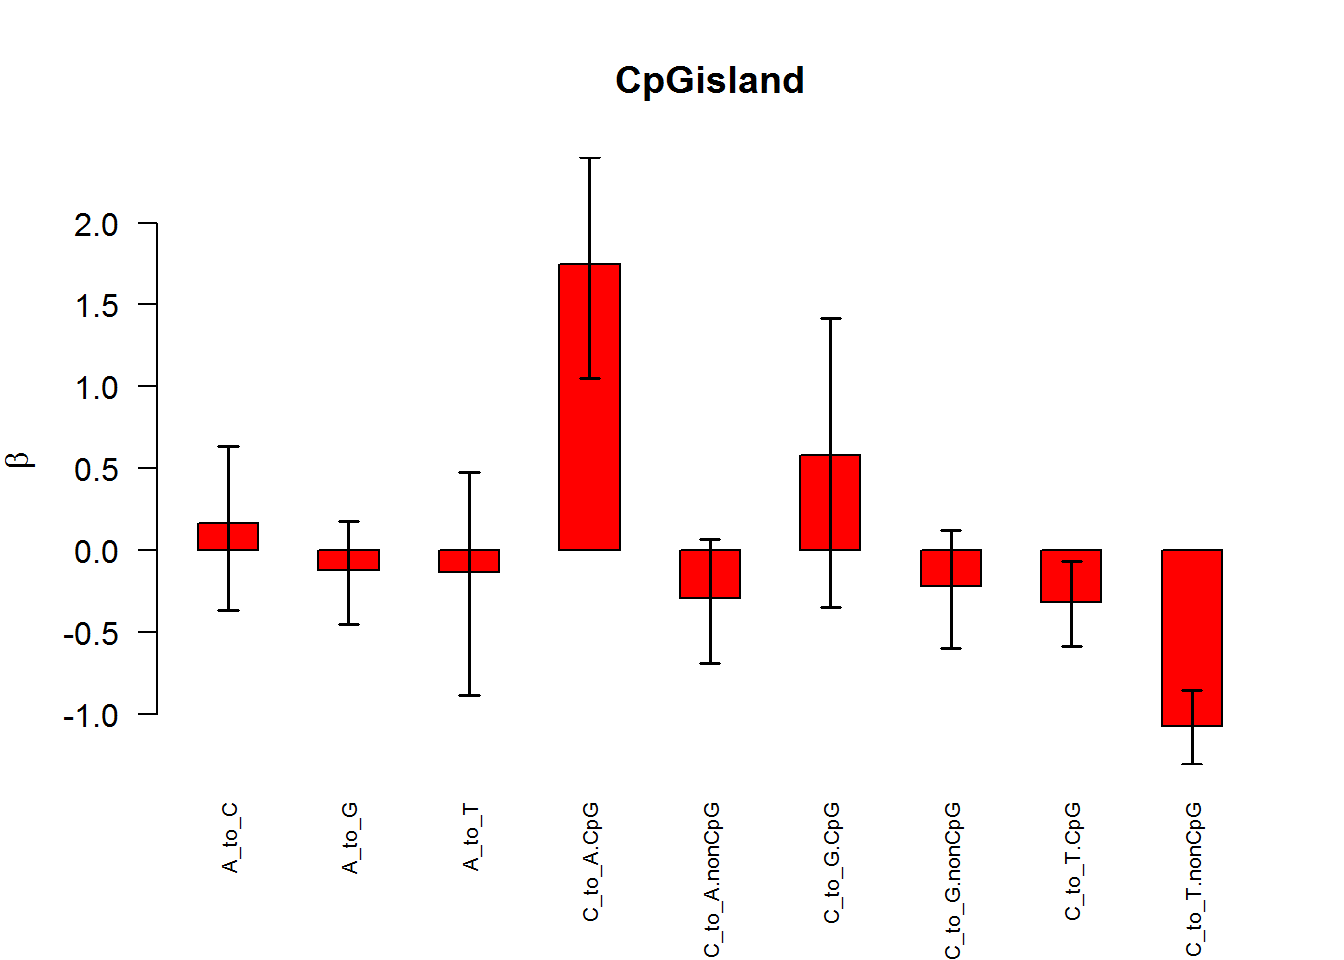 CpGisland
2.0
1.5
1.0
0.5
0.0
-0.5
-1.0
β
A_to_C
A_to_G
A_to_T
C_to_A.CpG
C_to_A.nonCpG
C_to_G.CpG
C_to_G.nonCpG
C_to_T.CpG
C_to_T.nonCpG